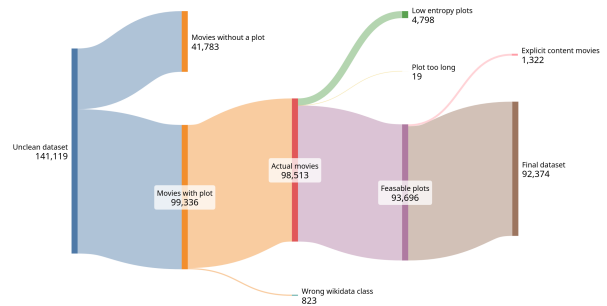 Low entropy plots
4,798
Movies without a plot
41,783
Explicit content movies
1,322
Plot too long
19
Unclean dataset
141,119
Actual movies
98,513
Final dataset
92,374
Movies with plot
99,336
Feasable plots
93,696
Wrong wikidata class
823